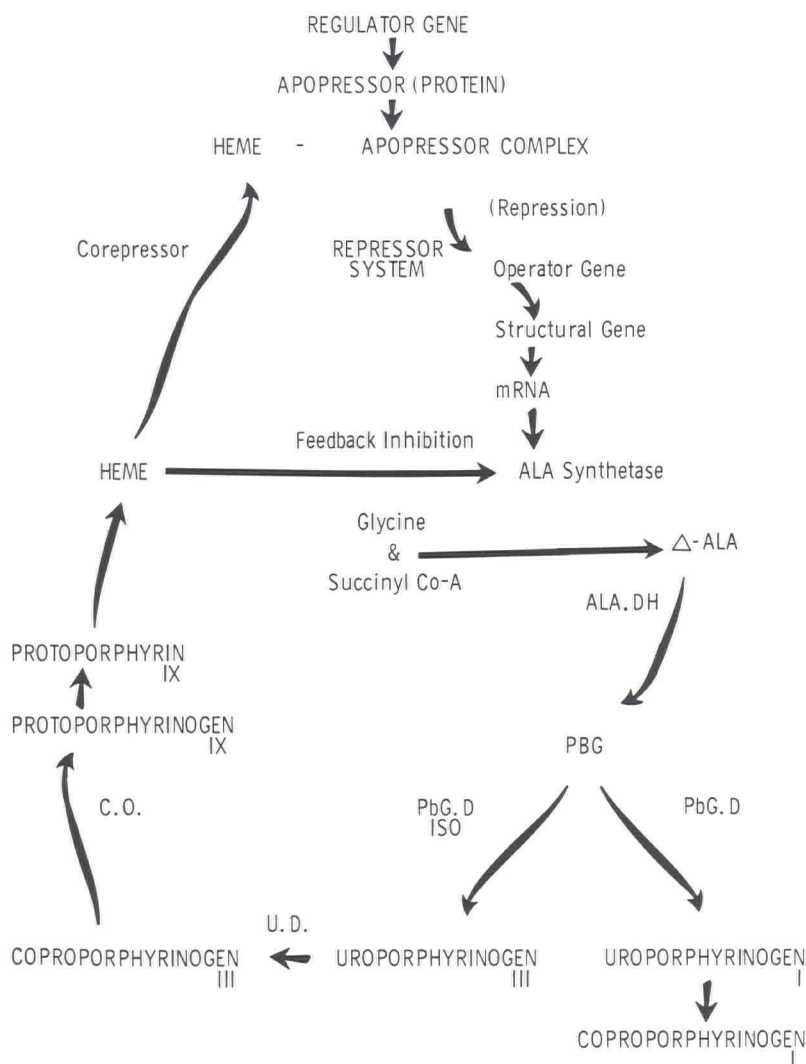 REGULATOR GENE
APOPRESSOR (PROTEIN)
HEME - APOPRESSOR COMPLEX
(Repression)
Corepressor
REPRESSOR
SYSTEM
Operator Gene
Structural Gene
mRNA
Feedback Inhibition
HEME
ALA Synthetase
Glycine
&
Succinyl Co-A
△-ALA
ALA.DH
PROTOPORPHYRIN
IX
PROTOPORPHYRINOGEN
IX
PBG
C.O.
PbG.D
ISO
PbG.D
U.D.
COPROPORPHYRINOGEN
III
UROPORPHYRINOGEN
III
UROPORPHYRINOGEN
I
COPROPORPHYRINOGEN
I